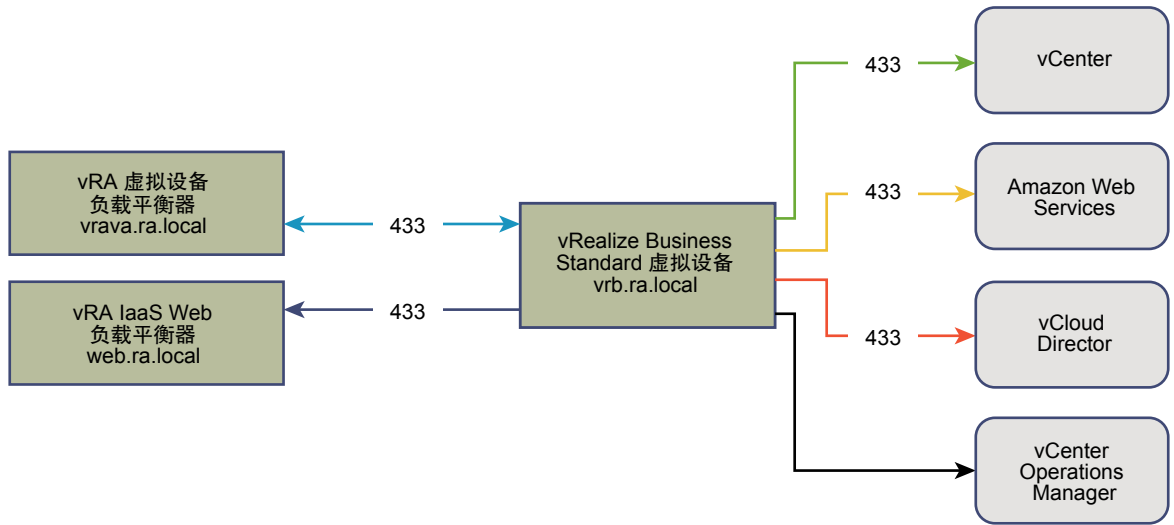 433
vCenter
vRA 虚拟设备
负载平衡器
vrava.ra.local
433
Amazon Web
Services
433
vRealize Business
Standard 虚拟设备
vrb.ra.local
vRA IaaS Web
负载平衡器
web.ra.local
433
433
vCloud
Director
vCenter
Operations
Manager